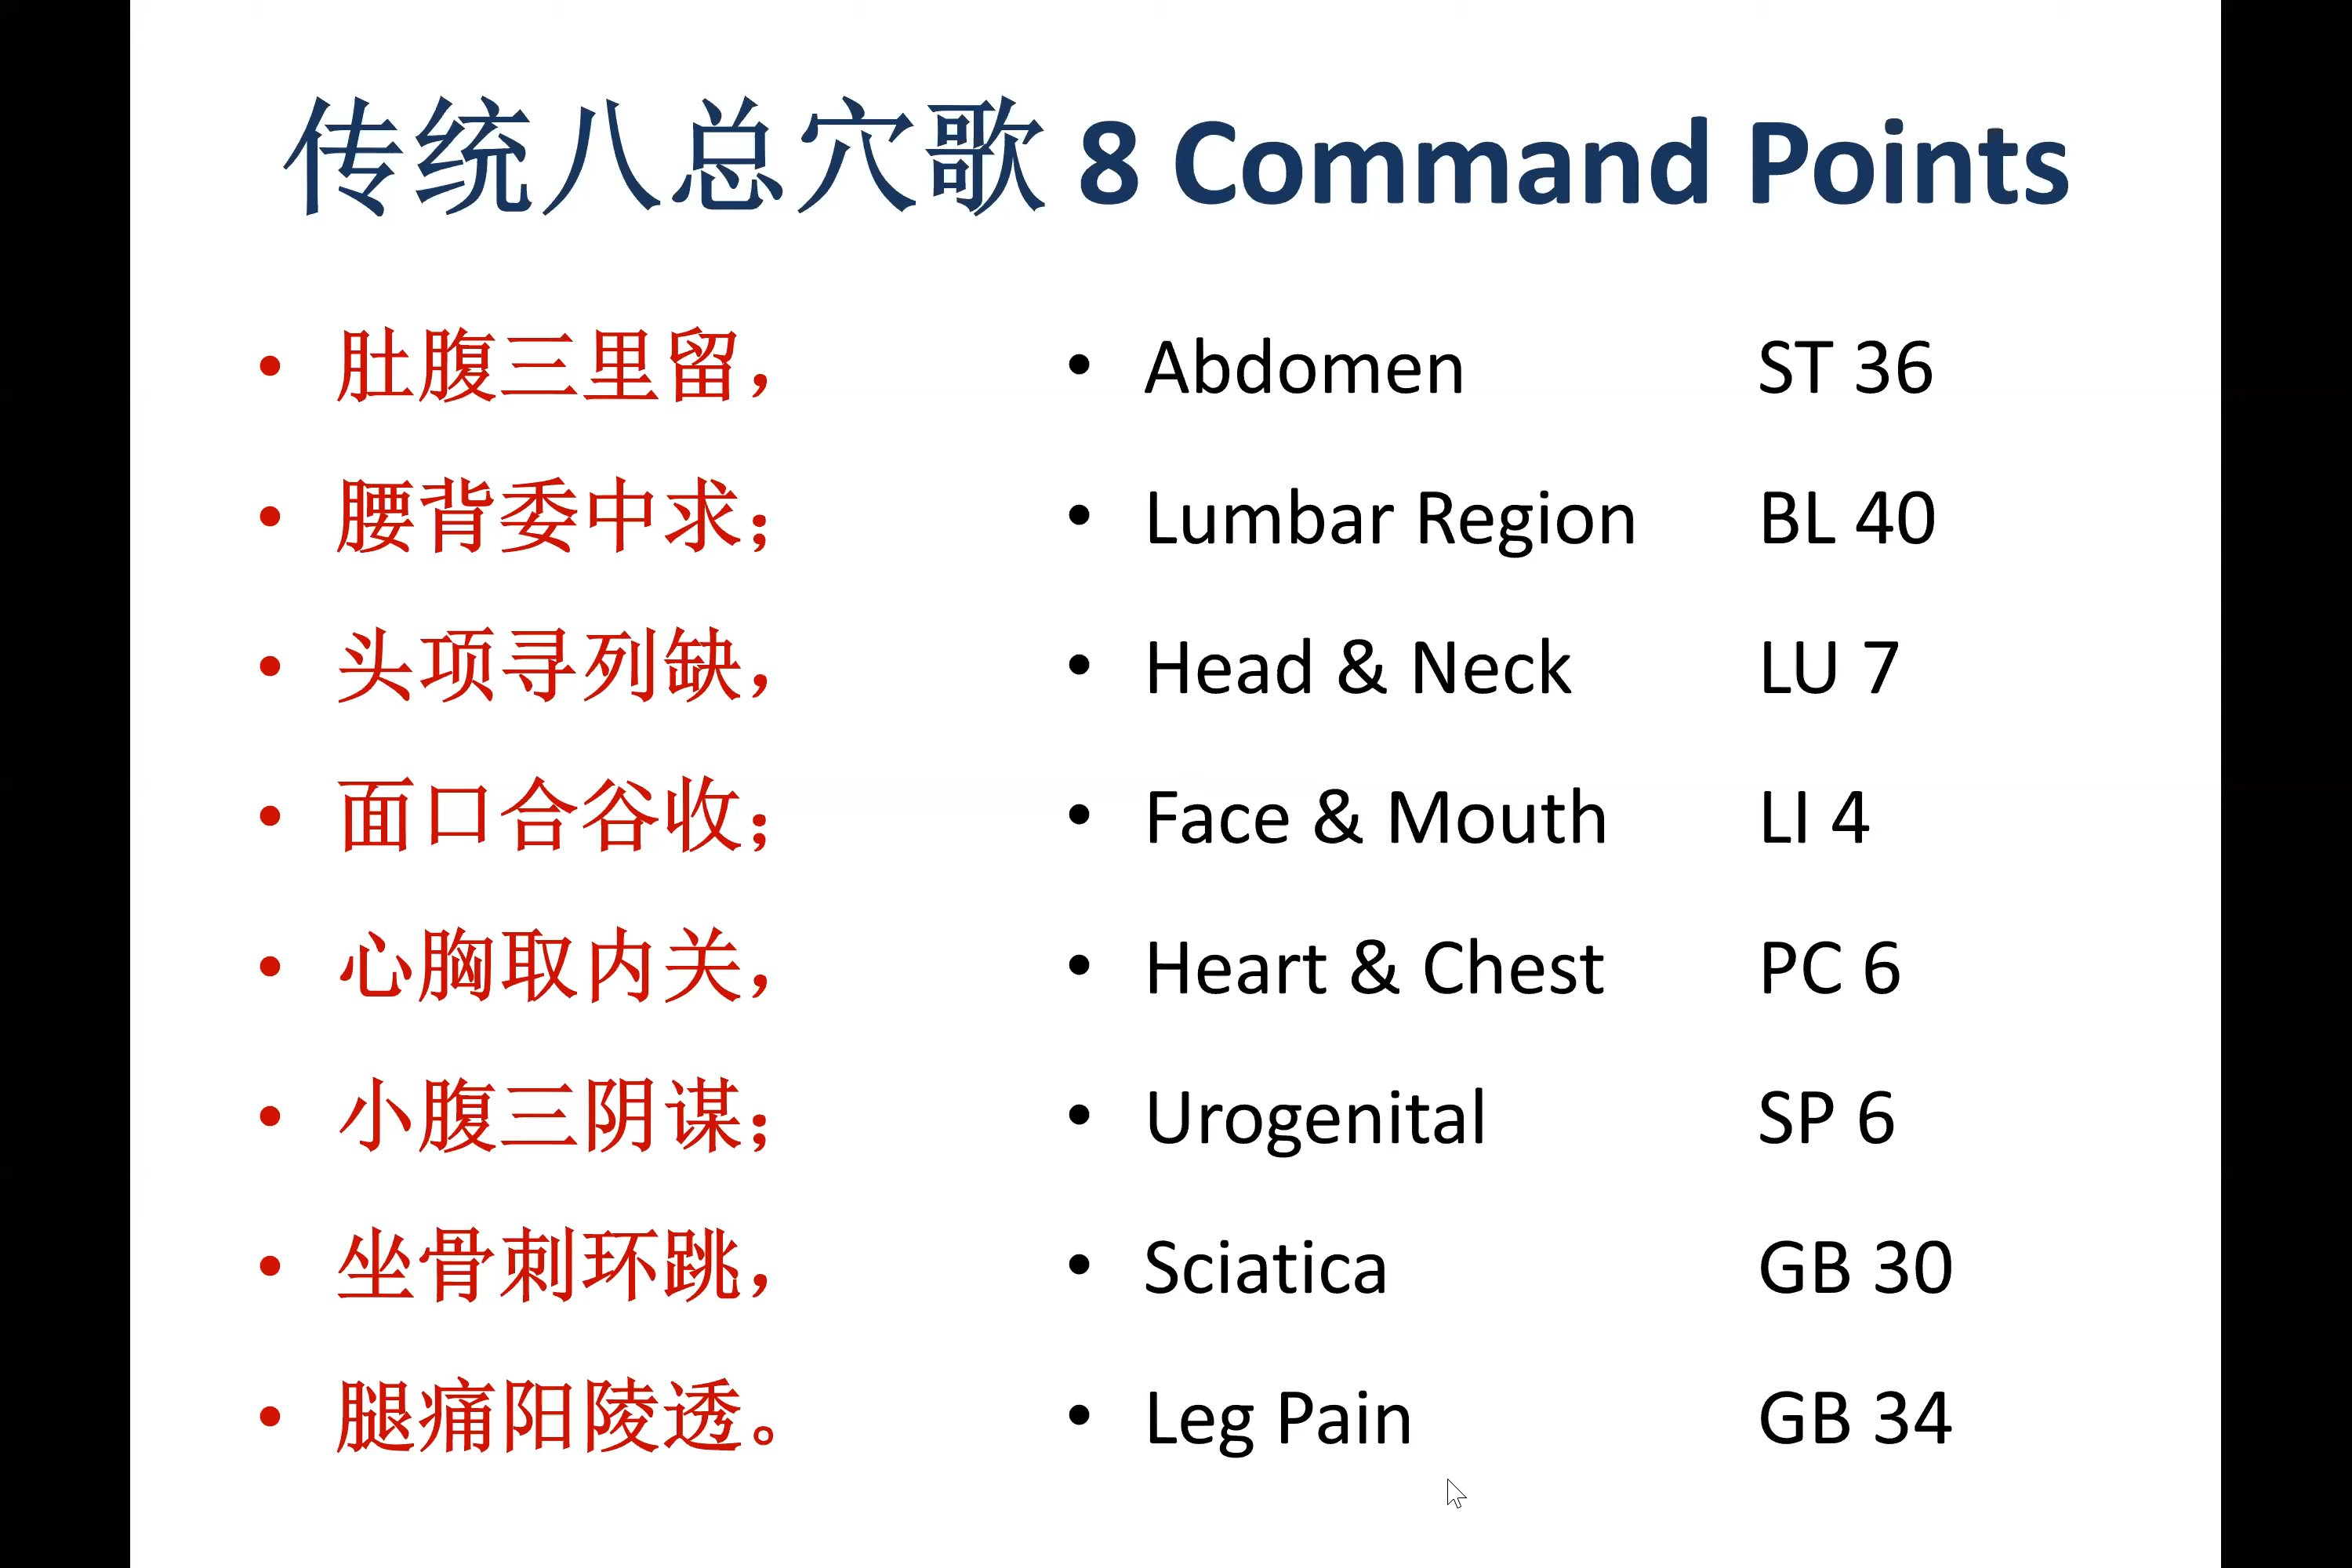 传统八总穴歌 8 Command Points
• 肚腹三里留，
• 腰背委中求；
• 头项寻列缺，
• 面口合谷收；
• 心胸取内关，
• 小腹三阴谋；
• 坐骨刺环跳，
• 腿痛阳陵透。
• Abdomen ST 36
• Lumbar Region BL 40
• Head & Neck LU 7
• Face & Mouth LI 4
• Heart & Chest PC 6
• Urogenital SP 6
• Sciatica GB 30
• Leg Pain GB 34